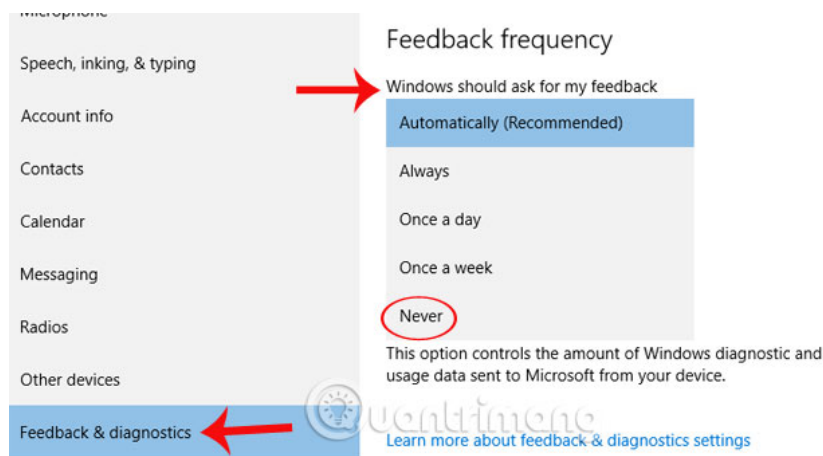 Microphone
Speech, inking, & typing
Account info
Contacts
Calendar
Messaging
Radios
Other devices
Feedback & diagnostics
Feedback frequency
Windows should ask for my feedback
Automatically (Recommended)
Always
Once a day
Once a week
Never
This option controls the amount of Windows diagnostic and
usage data sent to Microsoft from your device.
Quantrimang
Learn more about feedback & diagnostics settings